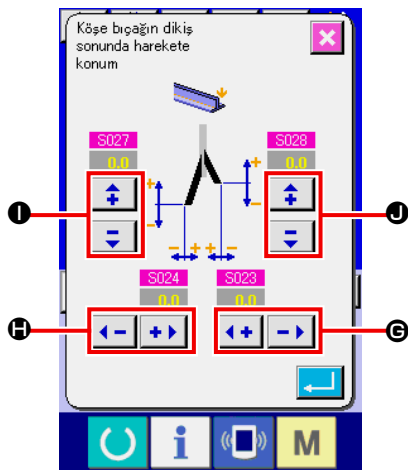 Köşe bıçağın dikiş
sonunda harekete
konum
S027
S028
0.0
0.0
+
+
I
J
−
−
− +
− +
S024
S023
0.0
0.0
H
− +
+ −
G
i
M